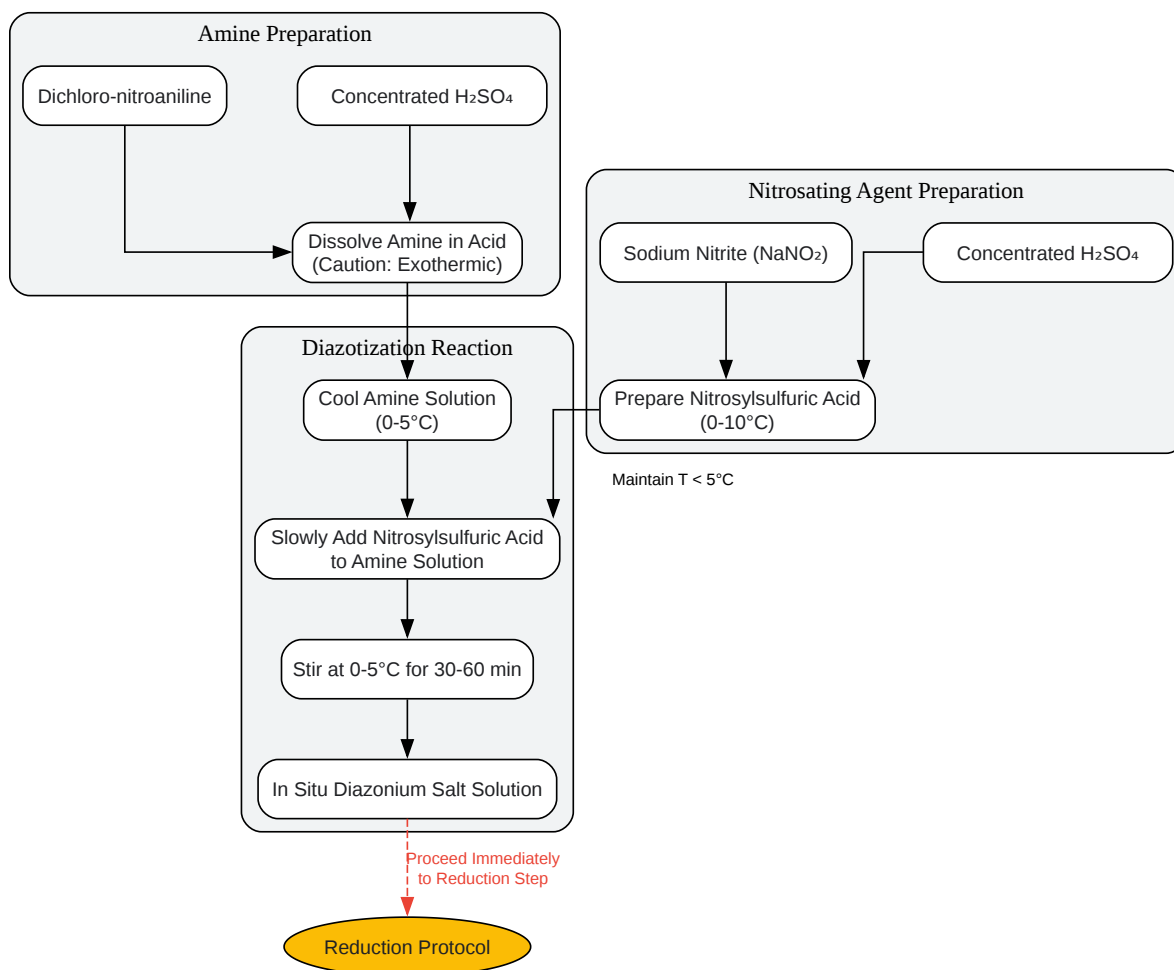 Amine Preparation
Dichloro-nitroaniline
Concentrated H₂SO₄
Dissolve Amine in Acid
(Caution: Exothermic)
Nitrosating Agent Preparation
Sodium Nitrite (NaNO₂)
Concentrated H₂SO₄
Prepare Nitrosylsulfuric Acid
(0-10°C)
Diazotization Reaction
Cool Amine Solution
(0-5°C)
Maintain T < 5°C
Slowly Add Nitrosylsulfuric Acid
to Amine Solution
Stir at 0-5°C for 30-60 min
In Situ Diazonium Salt Solution
Proceed Immediately
to Reduction Step
Reduction Protocol